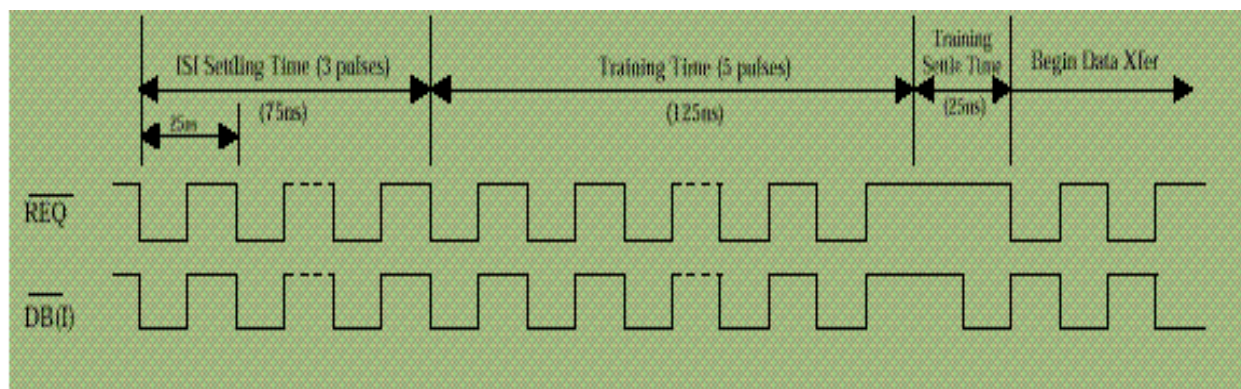 ISI Settling Time (3 pulses)
(75ns)
25ns
Training Time (5 pulses)
(125ns)
Training
Settle Time
(25ns)
Begin Data Xfer
REQ
DB(I)